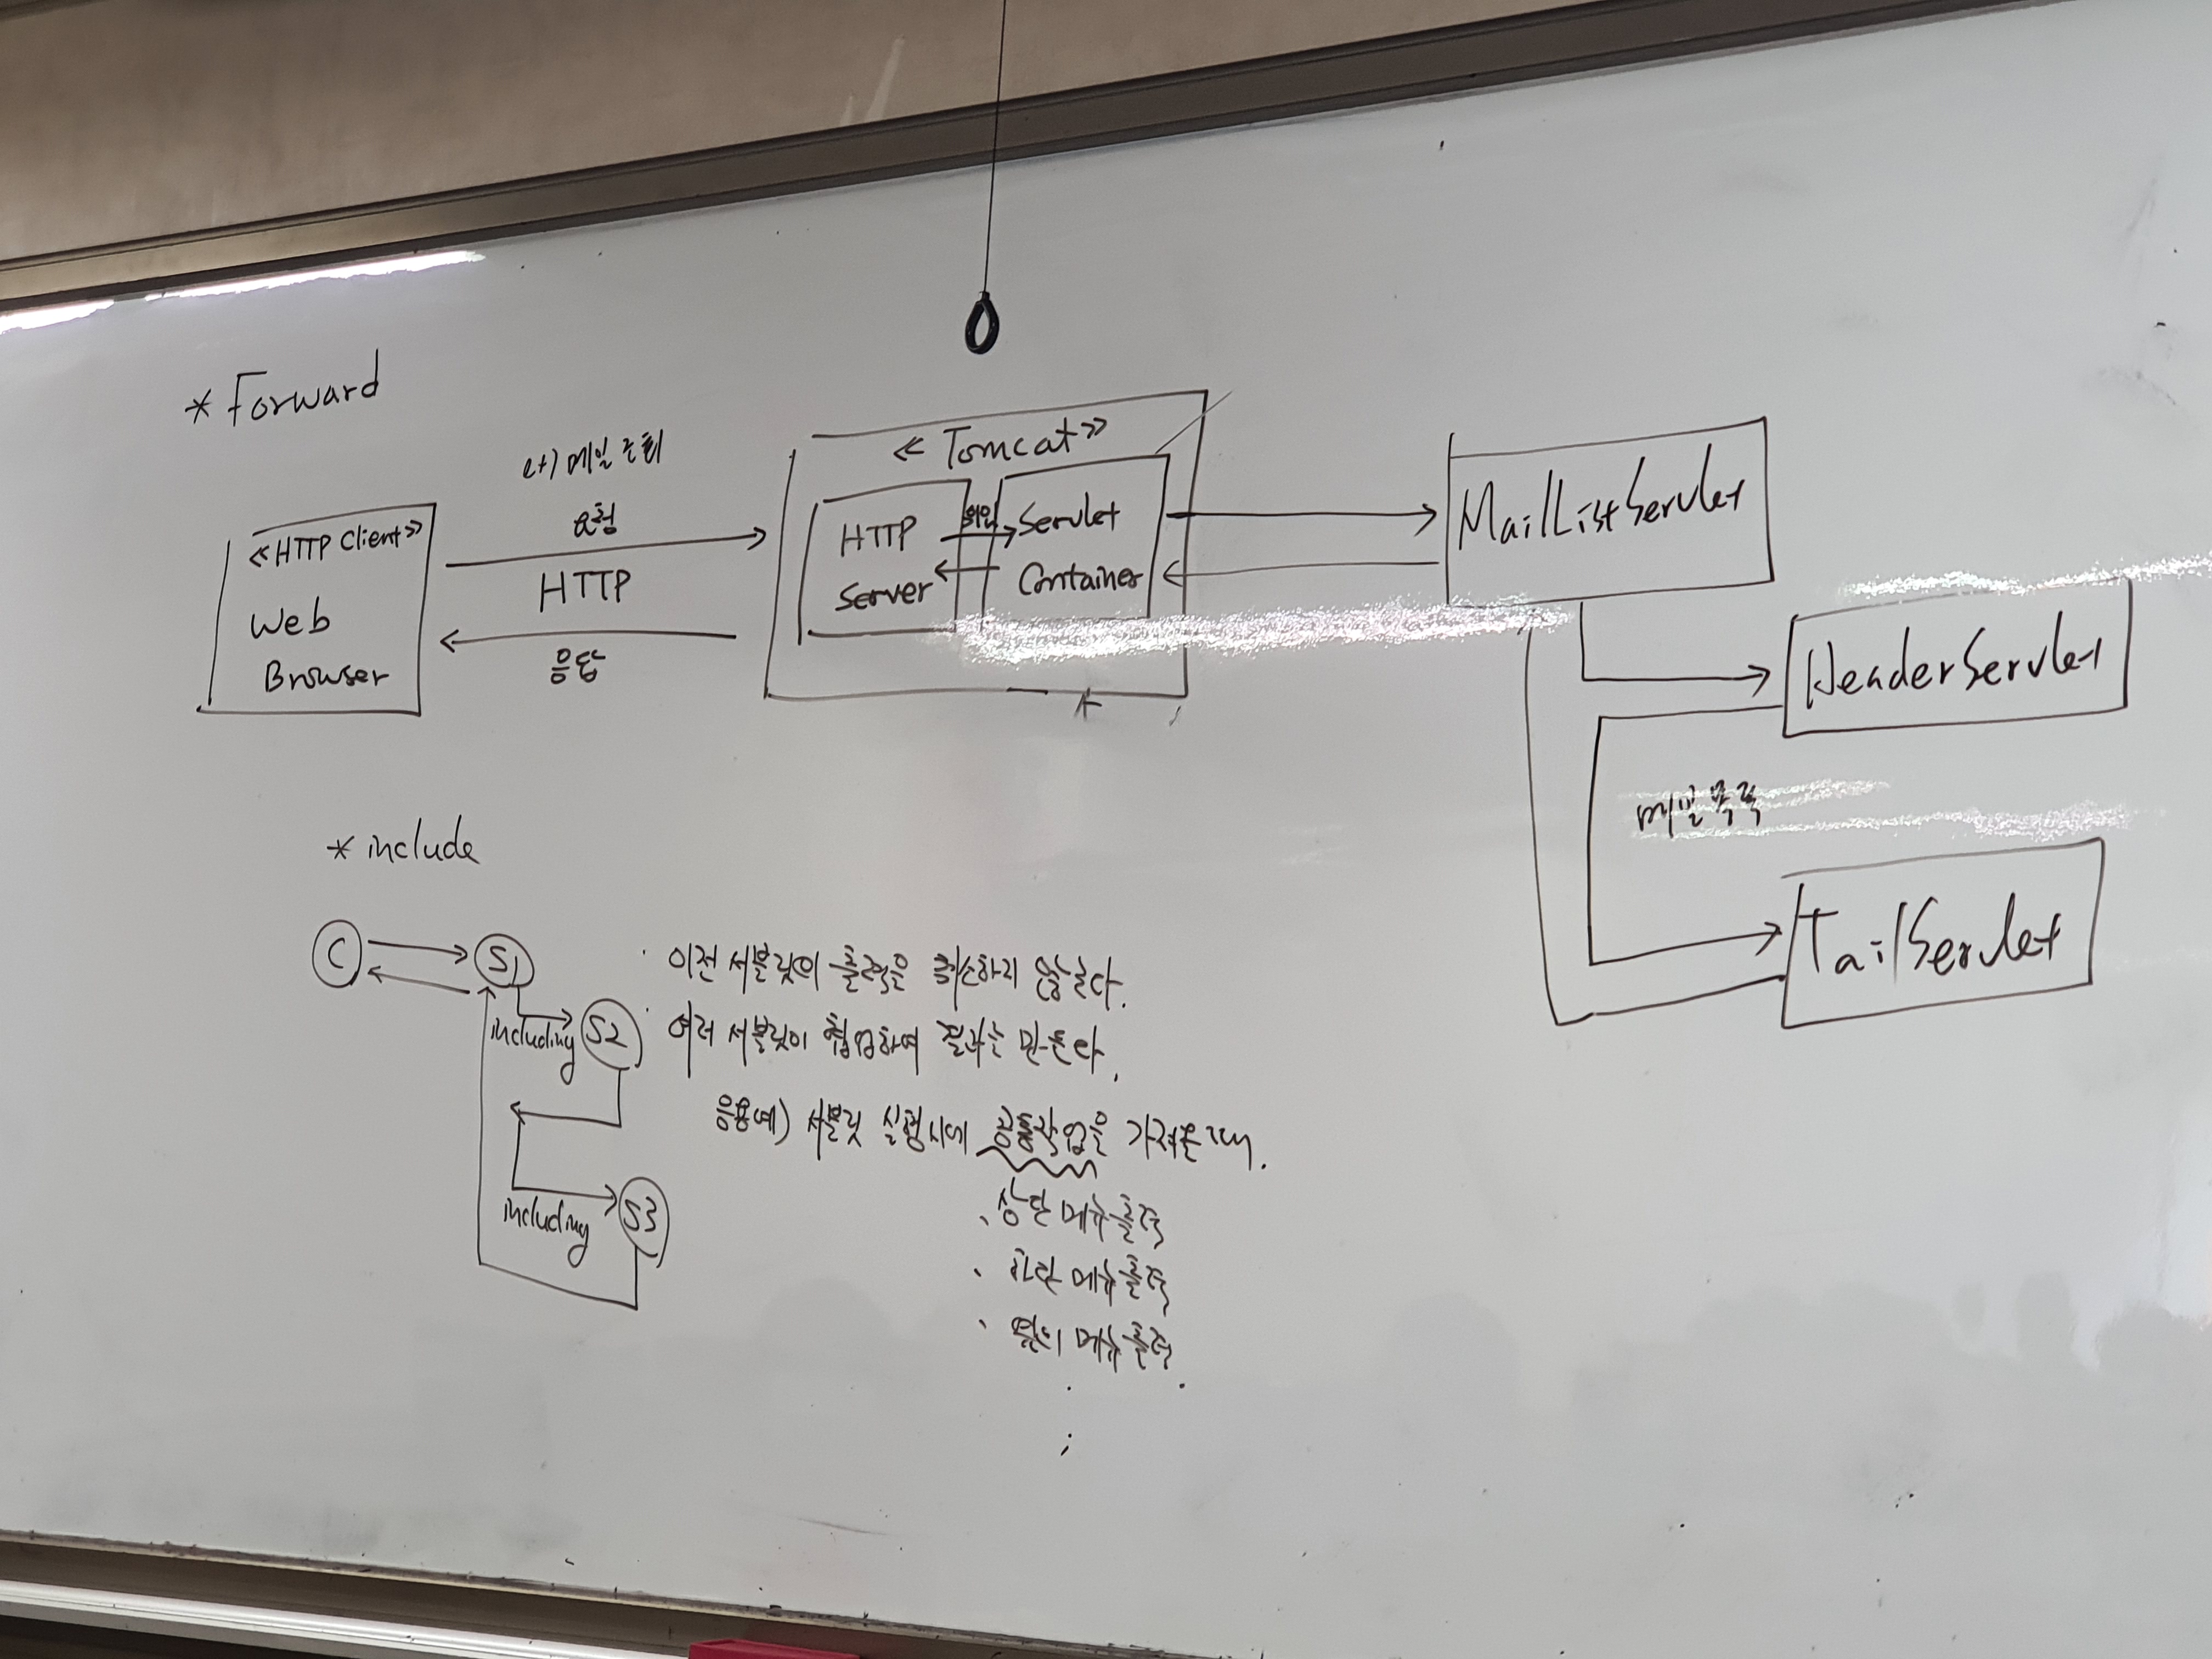 * Forward
ex) 메일 조회
요청
HTTP
응답
≪HTTP Client≫
Web
Browser
≪Tomcat≫
HTTP
Server
위임
Servlet
Container
MailListServlet
HeaderServlet
메일목록
TailServlet
* include
C
S1
including
S2
including
S3
· 이전 서블릿의 출력을 취소하지 않는다.
· 여러 서블릿이 협업하여 결과를 만든다.
응용예) 서블릿 실행시에 공통작업을 가져올 때.
· 상단 메뉴 출력
· 하단 메뉴 출력
· 메뉴 출력